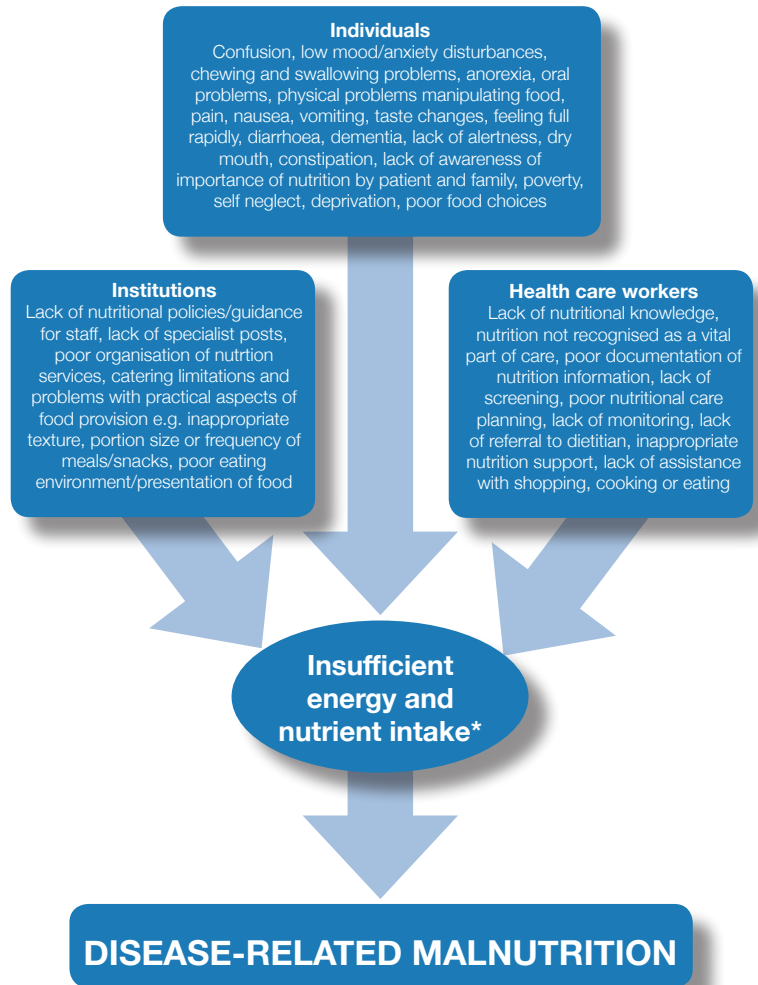 Individuals
Confusion, low mood/anxiety disturbances,
chewing and swallowing problems, anorexia, oral
problems, physical problems manipulating food,
pain, nausea, vomiting, taste changes, feeling full
rapidly, diarrhoea, dementia, lack of alertness, dry
mouth, constipation, lack of awareness of
importance of nutrition by patient and family, poverty,
self neglect, deprivation, poor food choices
Institutions
Lack of nutritional policies/guidance
for staff, lack of specialist posts,
poor organisation of nutrtion
services, catering limitations and
problems with practical aspects of
food provision e.g. inappropriate
texture, portion size or frequency of
meals/snacks, poor eating
environment/presentation of food
Health care workers
Lack of nutritional knowledge,
nutrition not recognised as a vital
part of care, poor documentation of
nutrition information, lack of
screening, poor nutritional care
planning, lack of monitoring, lack
of referral to dietitian, inappropriate
nutrition support, lack of assistance
with shopping, cooking or eating
Insufficient
energy and
nutrient intake*
DISEASE-RELATED MALNUTRITION